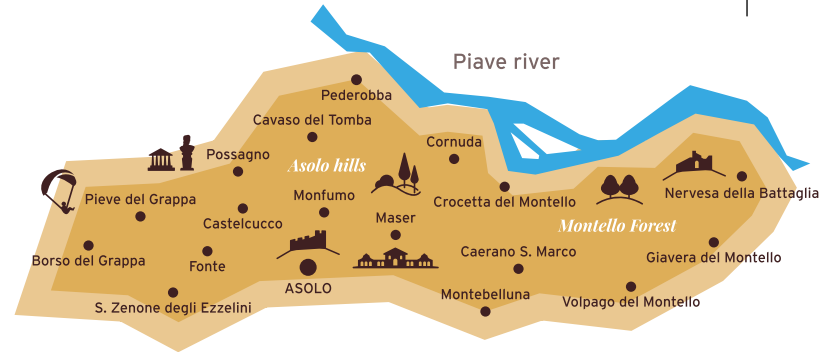 Piave river
Pederobba
Cavaso del Tomba
Cornuda
Possagno
Asolo hills
Nervesa della Battaglia
Pieve del Grappa
Monfumo
Crocetta del Montello
Castelcucco
Maser
Montello Forest
Borso del Grappa
Fonte
Caerano S. Marco
Giavera del Montello
ASOLO
Montebelluna
Volpago del Montello
S. Zenone degli Ezzelini